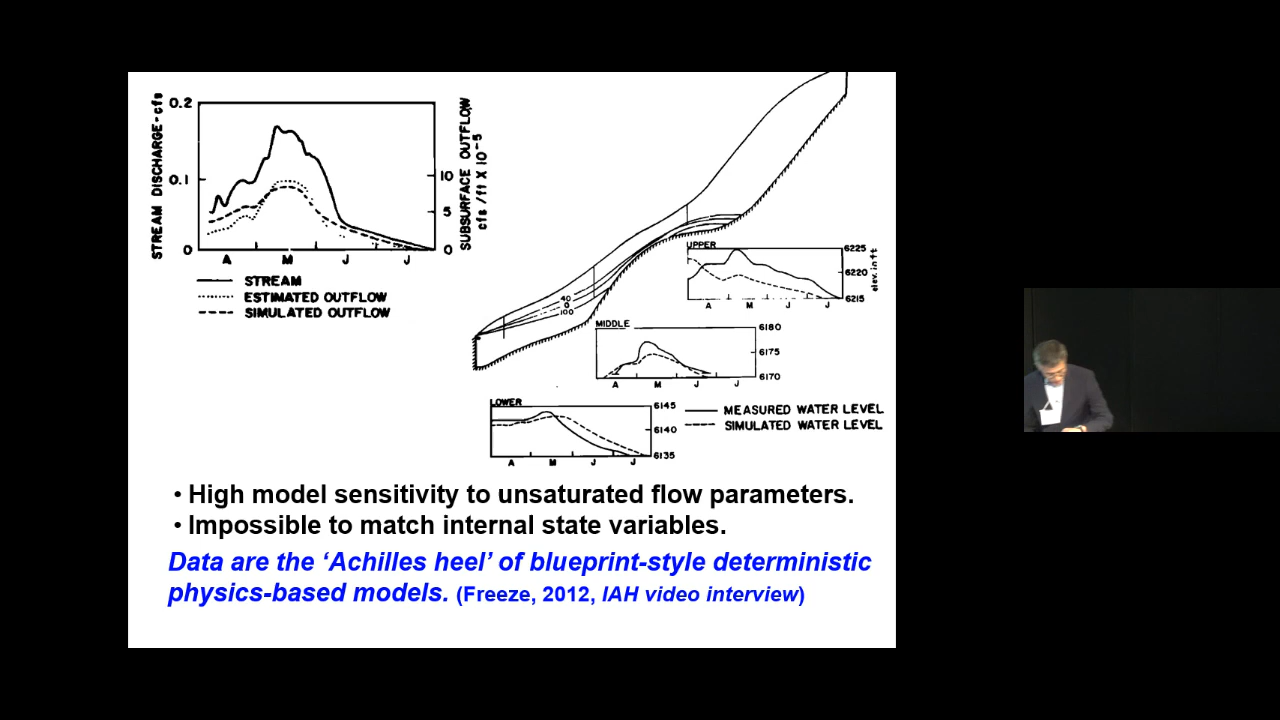 STREAM DISCHARGE-cfs
0.2
0.1
0
SUBSURFACE OUTFLOW
cfs /ft X 10⁻⁵
10
5
0
A M J J
STREAM
ESTIMATED OUTFLOW
SIMULATED OUTFLOW
40
0
100
UPPER
6225
6220
6215
elev. in ft
A M J J
MIDDLE
6180
6175
6170
A M J J
LOWER
6145
6140
6135
A M J J
MEASURED WATER LEVEL
SIMULATED WATER LEVEL
• High model sensitivity to unsaturated flow parameters.
• Impossible to match internal state variables.
Data are the ‘Achilles heel’ of blueprint-style deterministic
physics-based models. (Freeze, 2012, IAH video interview)